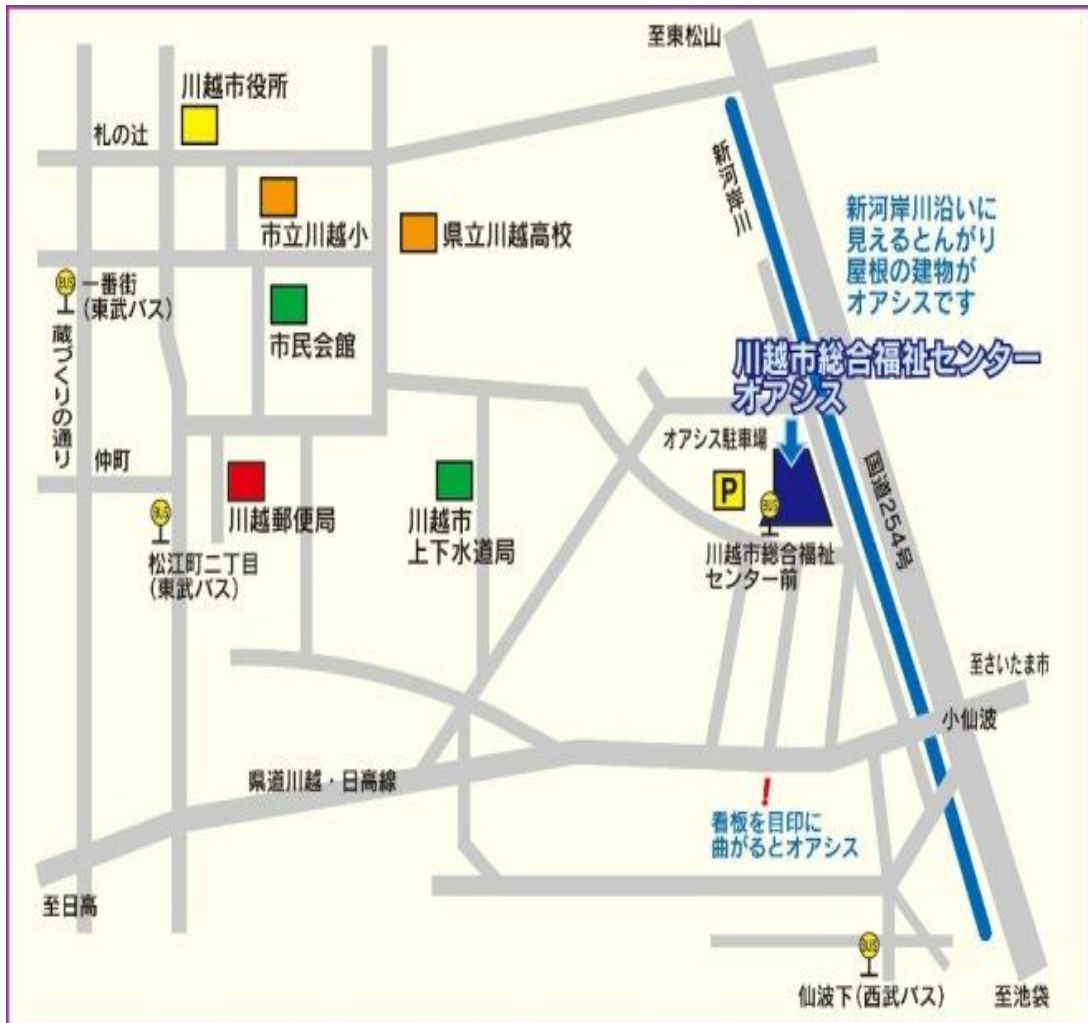 至東松山
川越市役所
札の辻
新河岸川
市立川越小
県立川越高校
新河岸川沿いに
見えるとんがり
屋根の建物が
オアシスです
BUS
一番街
(東武バス)
市民会館
蔵づくりの通り
川越市総合福祉センター
オアシス
オアシス駐車場
仲町
P
国道254号
BUS
川越郵便局
川越市
上下水道局
BUS
松江町二丁目
(東武バス)
川越市総合福祉
センター前
至さいたま市
小仙波
県道川越・日高線
!
看板を目印に
曲がるとオアシス
至日高
BUS
仙波下(西武バス)
至池袋